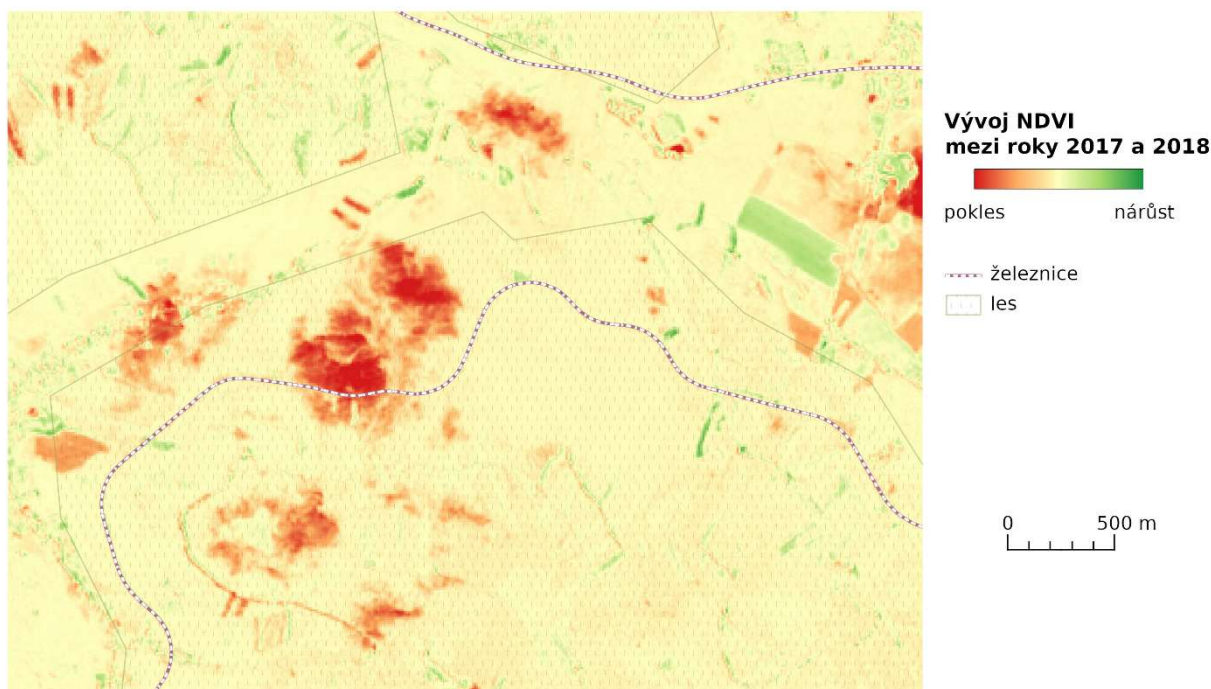 Vývoj NDVI
mezi roky 2017 a 2018
pokles nárůst
železnice
les
0 500 m